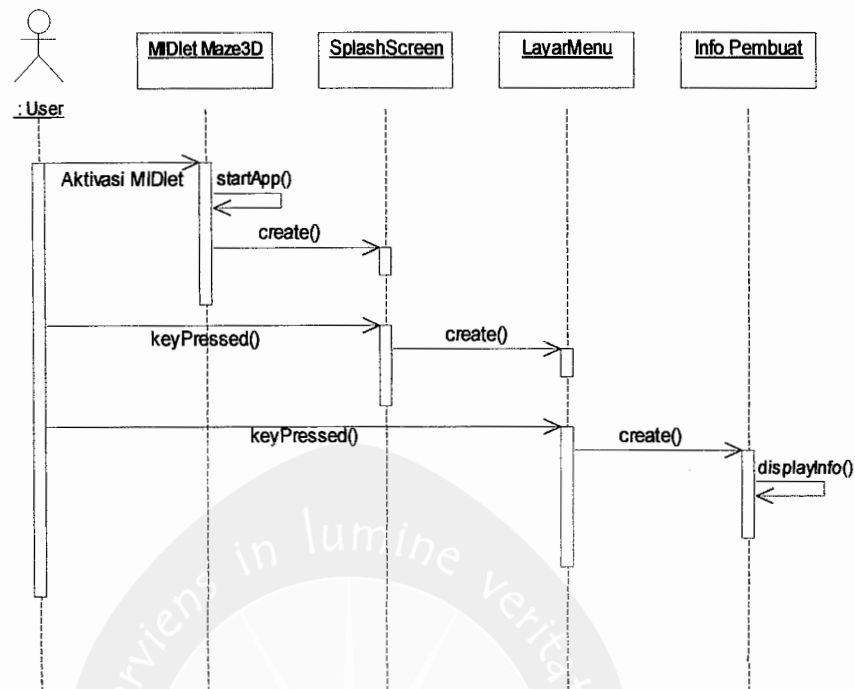 MIDlet Maze3D
SplashScreen
LayarMenu
Info Pembuat
: User
Aktivasi MIDlet
startApp()
create()
keyPressed()
create()
keyPressed()
create()
displayInfo()
in lumine